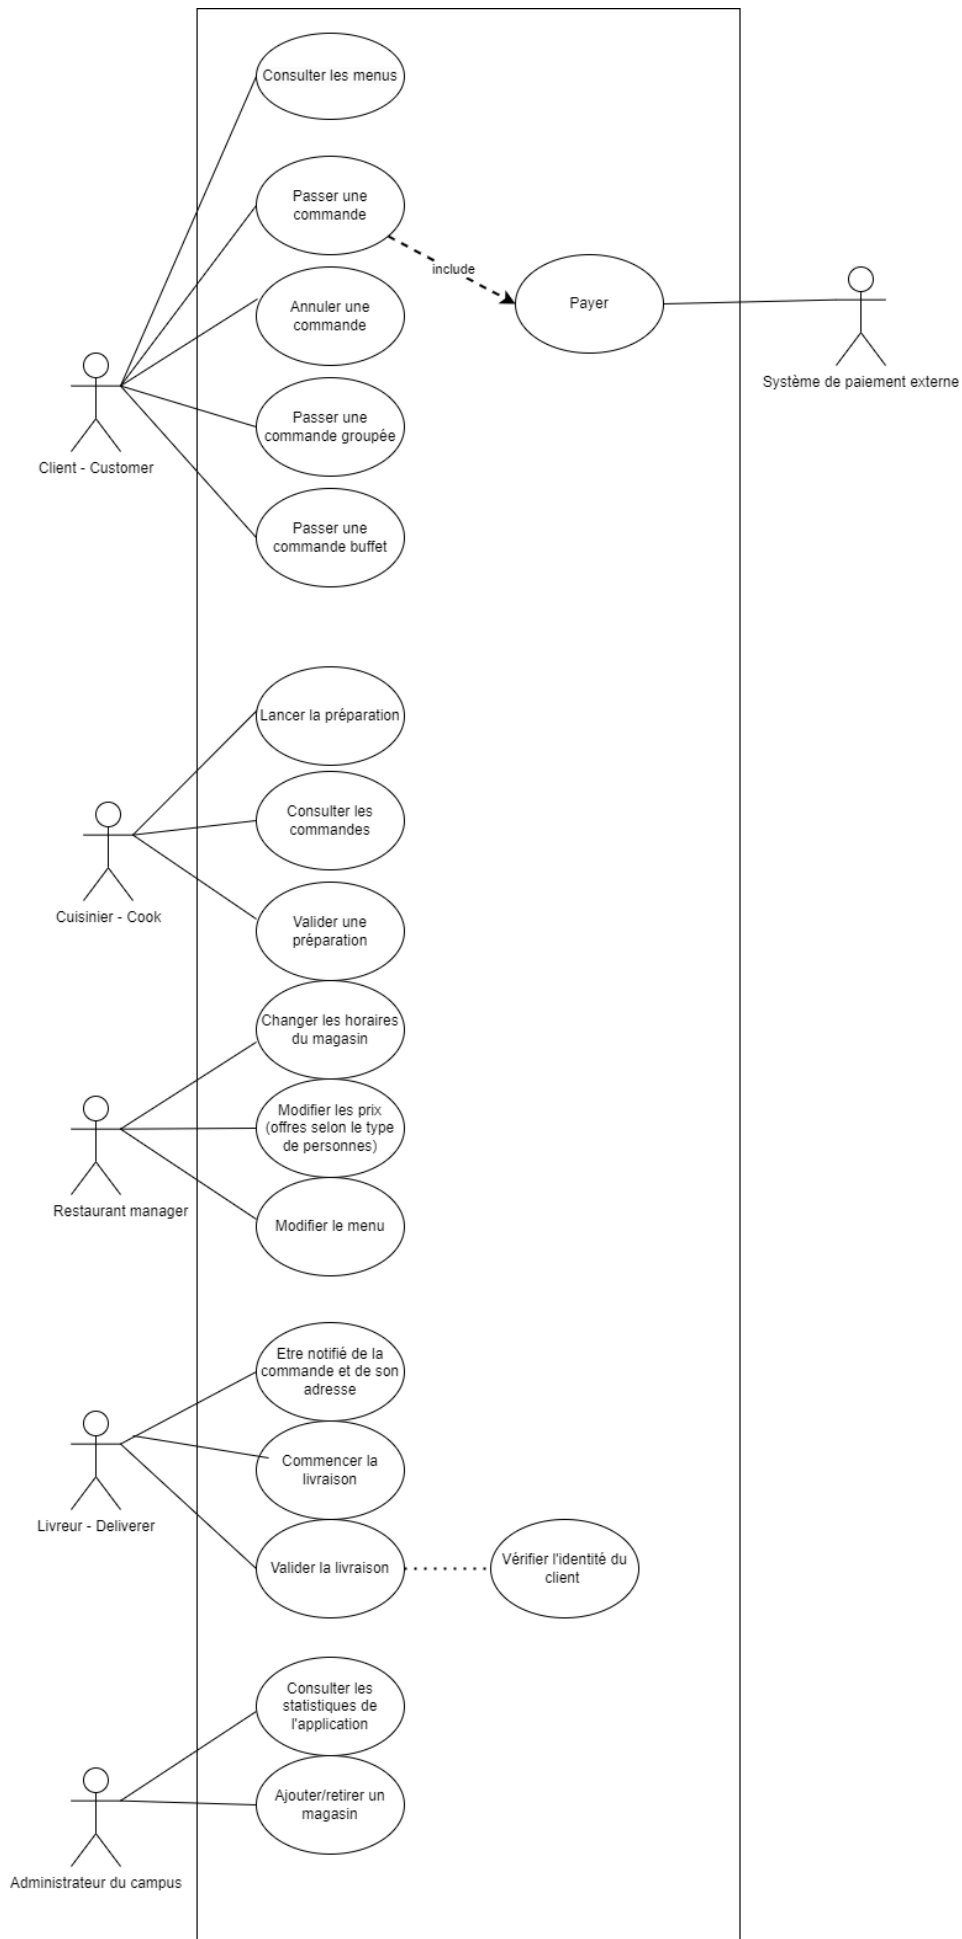 Consulter les menus
Passer une
commande
include
Payer
Annuler une
commande
Système de paiement externe
Passer une
commande groupée
Client - Customer
Passer une
commande buffet
Lancer la préparation
Consulter les
commandes
Cuisinier - Cook
Valider une
préparation
Changer les horaires
du magasin
Modifier les prix
(offres selon le type
de personnes)
Restaurant manager
Modifier le menu
Etre notifié de la
commande et de son
adresse
Commencer la
livraison
Livreur - Deliverer
Valider la livraison
Vérifier l'identité du
client
Consulter les
statistiques de
l'application
Ajouter/retirer un
magasin
Administrateur du campus